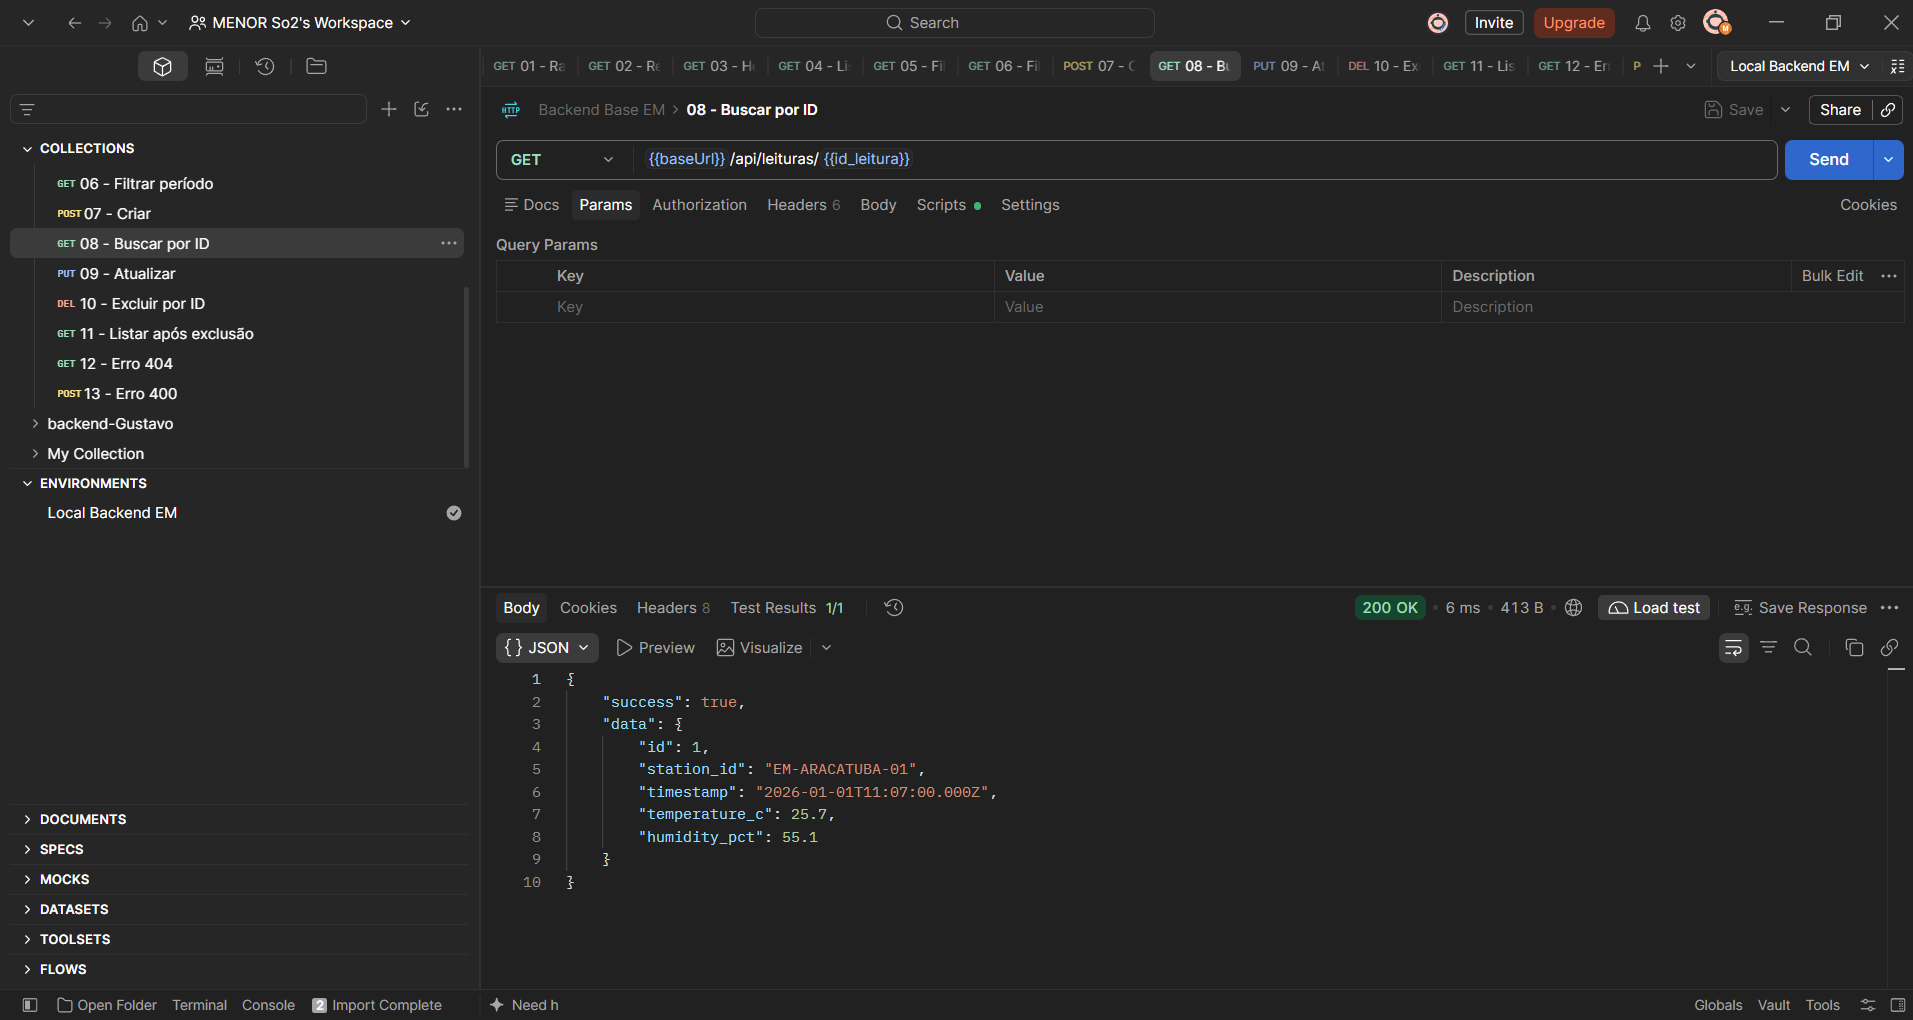 MENOR So2's Workspace
Search
Invite
Upgrade
GET 01 - Ra
GET 02 - Re
GET 03 - H
GET 04 - Li
GET 05 - Fil
GET 06 - Fil
POST 07 - C
GET 08 - Bu
PUT 09 - At
DEL 10 - Ex
GET 11 - Lis
GET 12 - Err
P
Local Backend EM
HTTP
Backend Base EM > 08 - Buscar por ID
Save
Share
COLLECTIONS
GET 06 - Filtrar período
POST 07 - Criar
GET 08 - Buscar por ID
PUT 09 - Atualizar
DEL 10 - Excluir por ID
GET 11 - Listar após exclusão
GET 12 - Erro 404
POST 13 - Erro 400
backend-Gustavo
My Collection
ENVIRONMENTS
Local Backend EM
DOCUMENTS
SPECS
MOCKS
DATASETS
TOOLSETS
FLOWS
GET
{{baseUrl}} /api/leituras/ {{id_leitura}}
Send
Docs
Params
Authorization
Headers 6
Body
Scripts
Settings
Cookies
Query Params
Key
Value
Description
Bulk Edit
Key
Value
Description
Body
Cookies
Headers 8
Test Results 1/1
200 OK
6 ms
413 B
Load test
e.g. Save Response
{} JSON
Preview
Visualize
1 {
2 "success": true,
3 "data": {
4 "id": 1,
5 "station_id": "EM-ARACATUBA-01",
6 "timestamp": "2026-01-01T11:07:00.000Z",
7 "temperature_c": 25.7,
8 "humidity_pct": 55.1
9 }
10 }
Open Folder
Terminal
Console
2 Import Complete
Need h
Globals
Vault
Tools